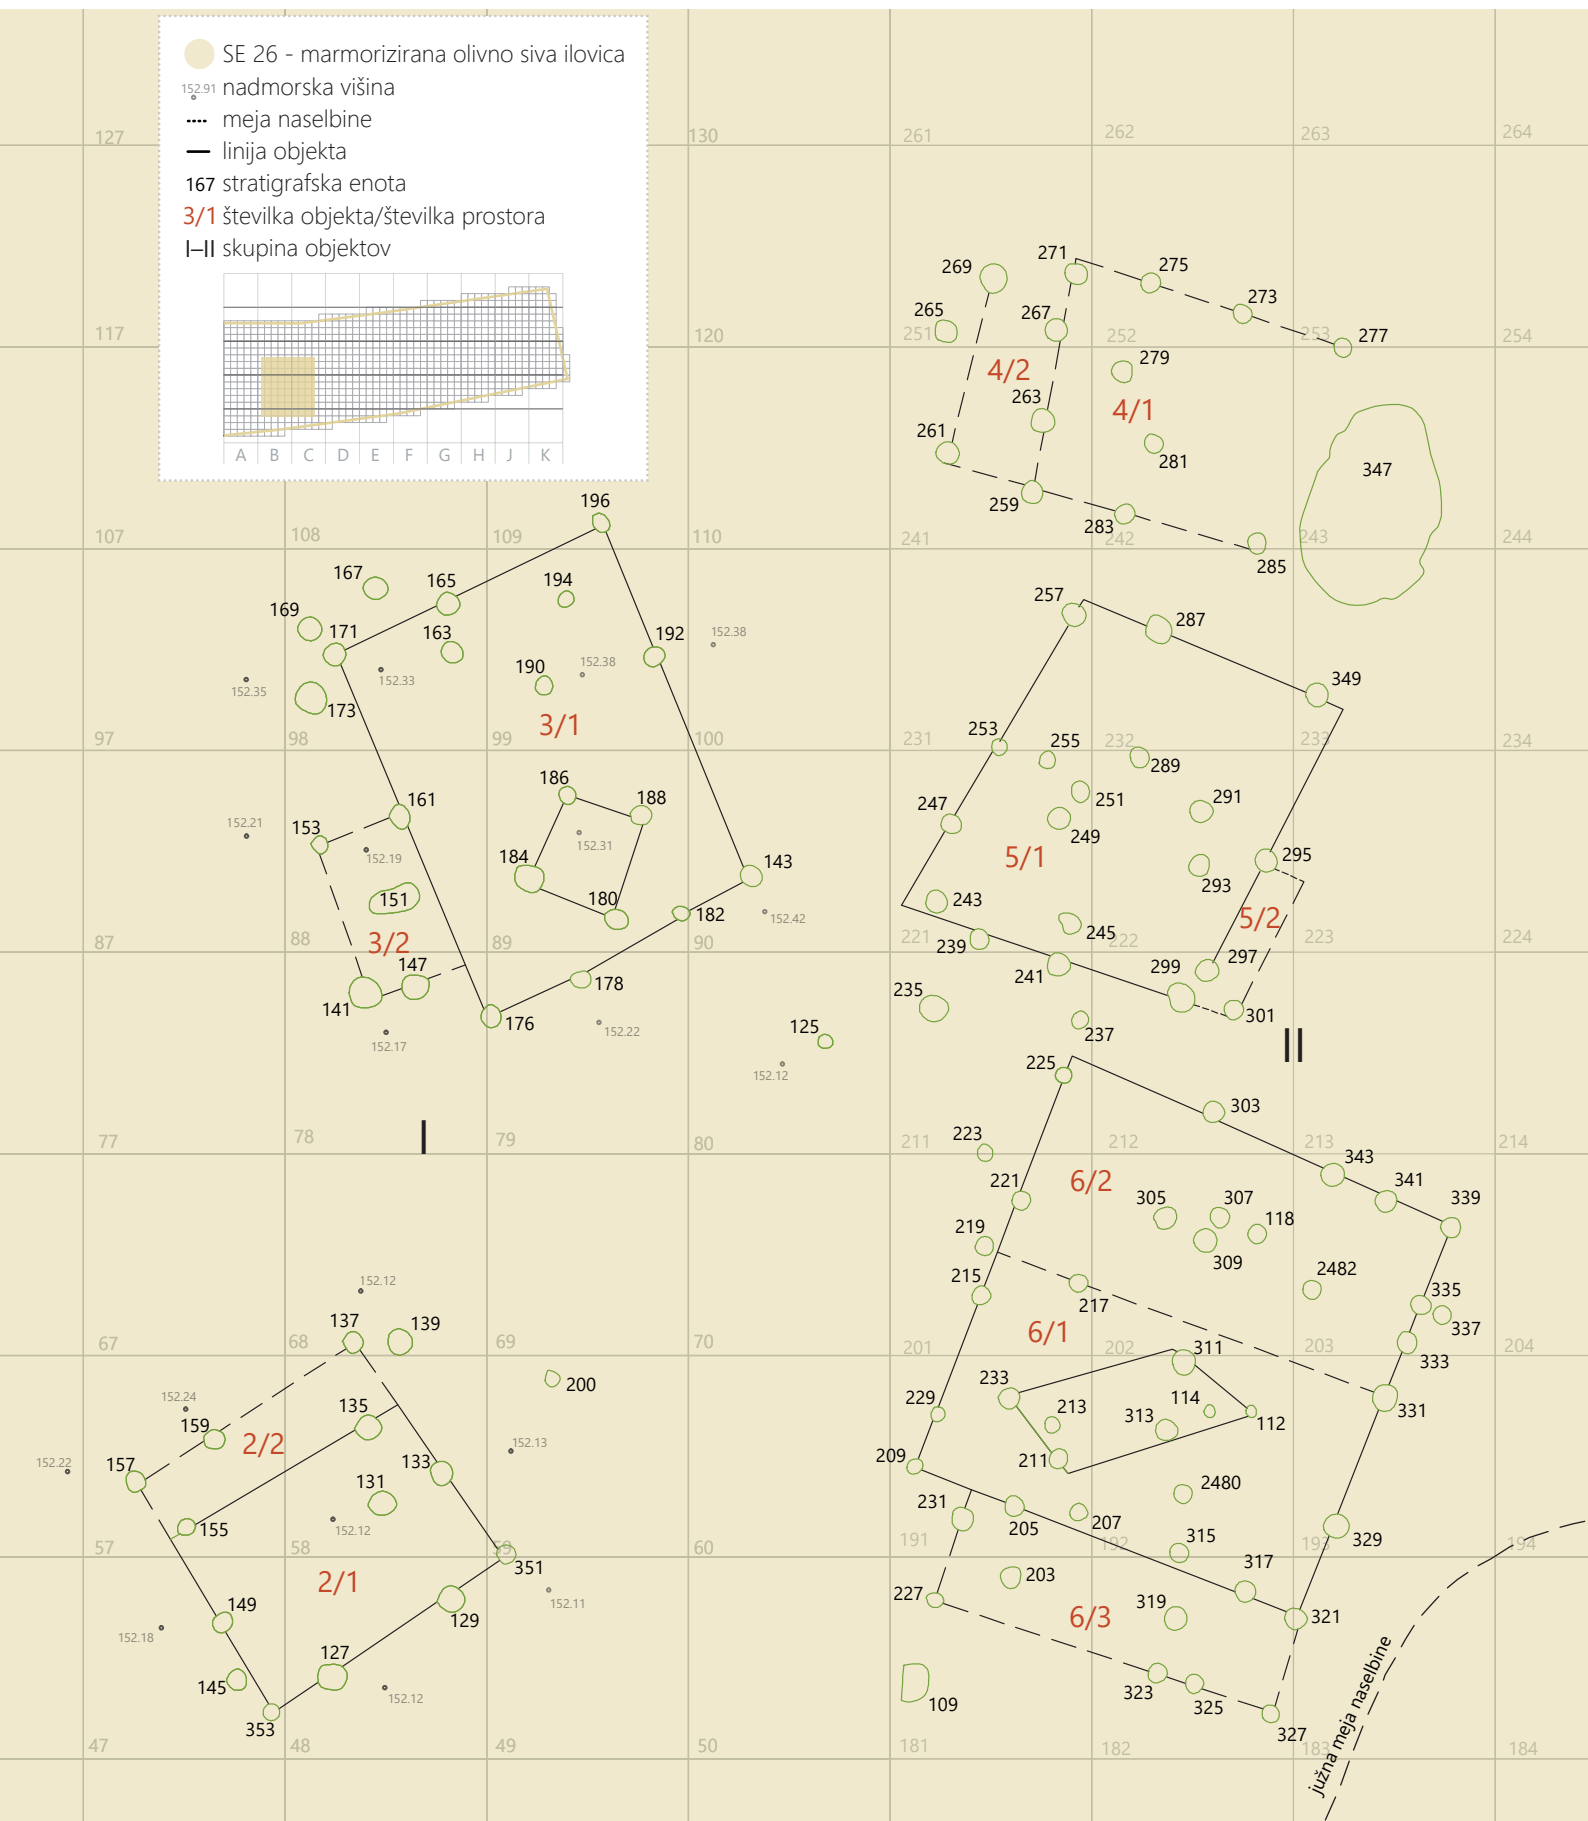 SE 26 - marmorizirana olivno siva ilovica
152.91 nadmorska višina
meja naselbine
linija objekta
167 stratigrafska enota
3/1 številka objekta/številka prostora
I–II skupina objektov
A B C D E F G H J K
127 130 261 262 263 264
271 275
269
273
265 267
117 120 251 252 253 254 277
279
4/2
263 4/1
261
281 347
196 259
283
107 108 109 110 241 242 243 244
285
167 165 194
257 287
169
171 163 192 152.38
190 152.38
152.33 349
152.35
173
3/1
97 98 99 100 231 232 233 234
253 255
289
186
161 188 247 251 291
153
152.21 249
152.19 152.31
184 143 5/1 295
151 293
180 243
182 152.42 5/2
3/2 245
87 88 89 90 221 222 223 224
239
147 241 299 297
178 235
141
176 152.22 301
125 237
152.17
II
225
152.12
303
I
77 78 79 80 211 212 213 214
223 343
221 6/2 341
305 307 339
219 118
309
2482
215
152.12 335
217
137 139 337
67 68 69 70 6/1
201 202 203 204
311 333
200 233
152.24 135 114
159 213 331
229 313 112
2/2
152.13
133 209 211
157
152.22 131 2480
231
155 152.12 205 207
57 58 59 60 191 192 193 194
315 329
351
2/1 203 317
152.11 227
149 129 319 321
6/3
152.18
127
145 323
109 325
152.12
353 327
47 48 49 50 181 182 183 184
južna meja naselbine